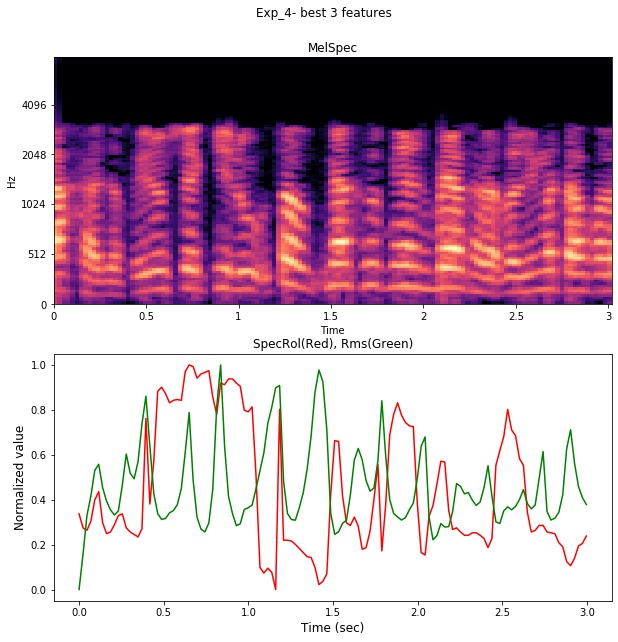 Exp_4- best 3 features
MelSpec
4096
2048
1024
512
0
Hz
0 0.5 1 1.5 2 2.5 3
Time
SpecRol(Red), Rms(Green)
1.0
0.8
0.6
0.4
0.2
0.0
Normalized value
0.0 0.5 1.0 1.5 2.0 2.5 3.0
Time (sec)